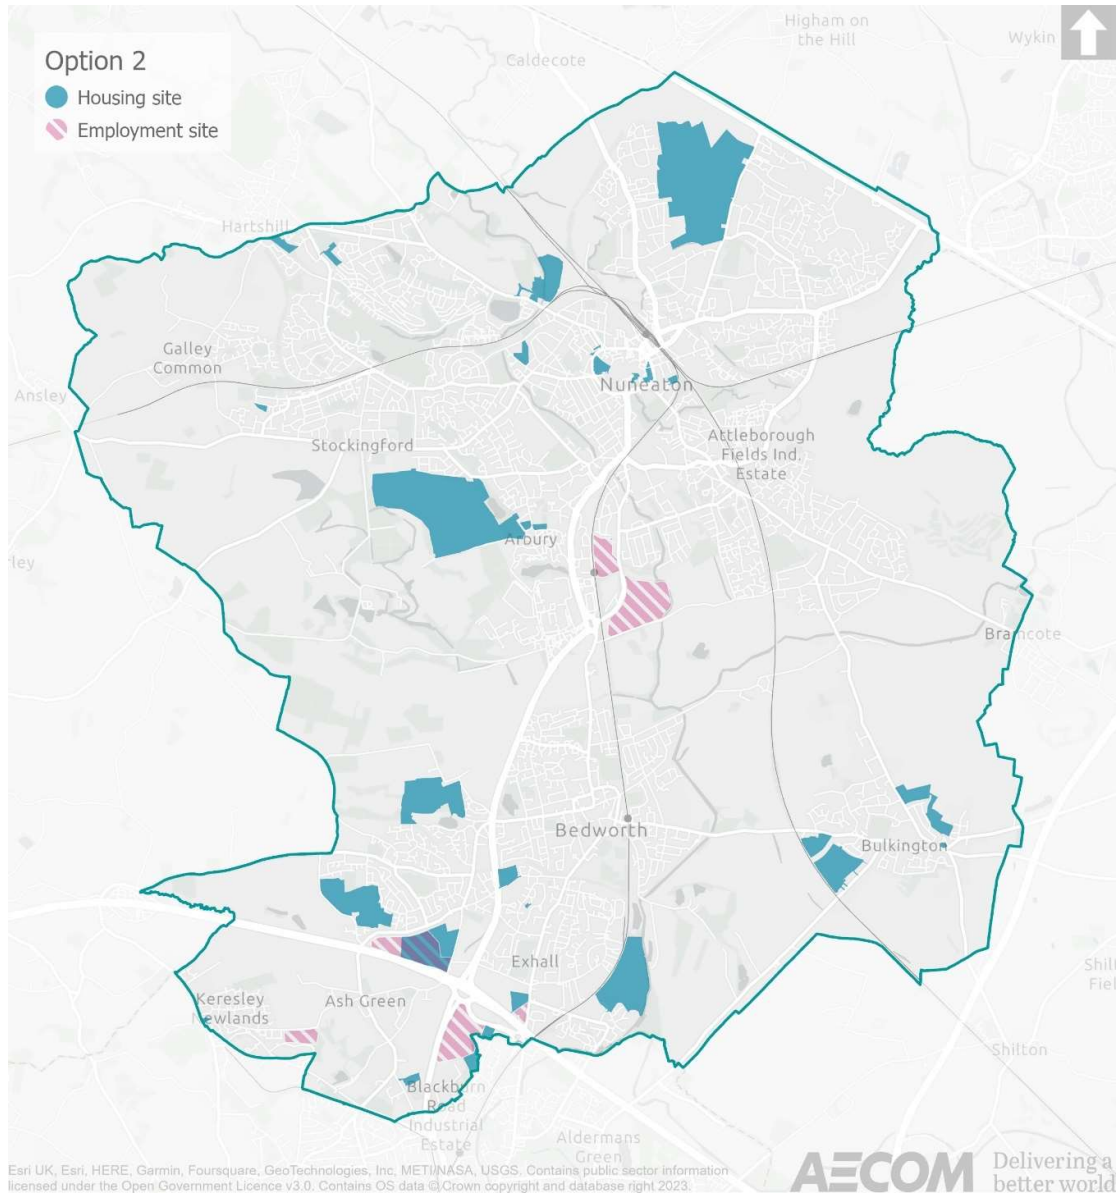 Option 2
Housing site
Employment site
Higham on
the Hill
Wykin
Caldecote
Hartshill
Galley
Common
Ansley
Nuneaton
Stockingford
Attleborough
Fields Ind.
Estate
Arbury
rley
Bramcote
Bedworth
Bulkington
Exhall
Keresley
Newlands
Ash Green
Shil
Fiel
Shilton
Blackburn
Road
Industrial
Estate
Aldermans
Green
Esri UK, Esri, HERE, Garmin, Foursquare, GeoTechnologies, Inc, METI/NASA, USGS. Contains public sector information
licensed under the Open Government Licence v3.0. Contains OS data © Crown copyright and database right 2023.
AECOM
Delivering a
better world